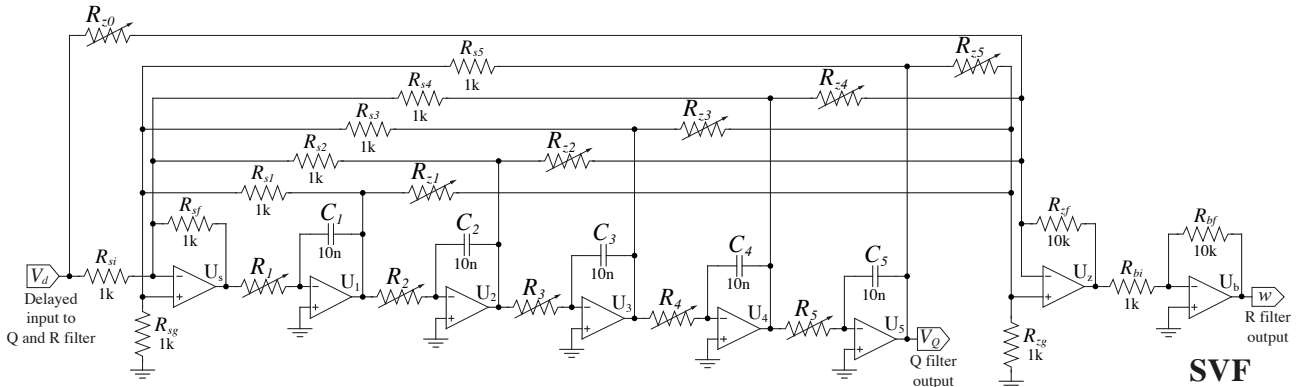 R_z0
R_s5
1k
R_z5
R_s4
1k
R_z4
R_s3
1k
R_z3
R_s2
1k
R_z2
R_s1
1k
R_z1
R_sf
1k
C_1
10n
C_2
10n
C_3
10n
C_4
10n
C_5
10n
R_zf
10k
R_bf
10k
V_d
Delayed
input to
Q and R filter
R_si
1k
−
+
U_s
R_1
−
+
U_1
R_2
−
+
U_2
R_3
−
+
U_3
R_4
−
+
U_4
R_5
−
+
U_5
V_Q
Q filter
output
−
+
U_z
R_bi
1k
−
+
U_b
w
R filter
output
R_sg
1k
R_zg
1k
SVF